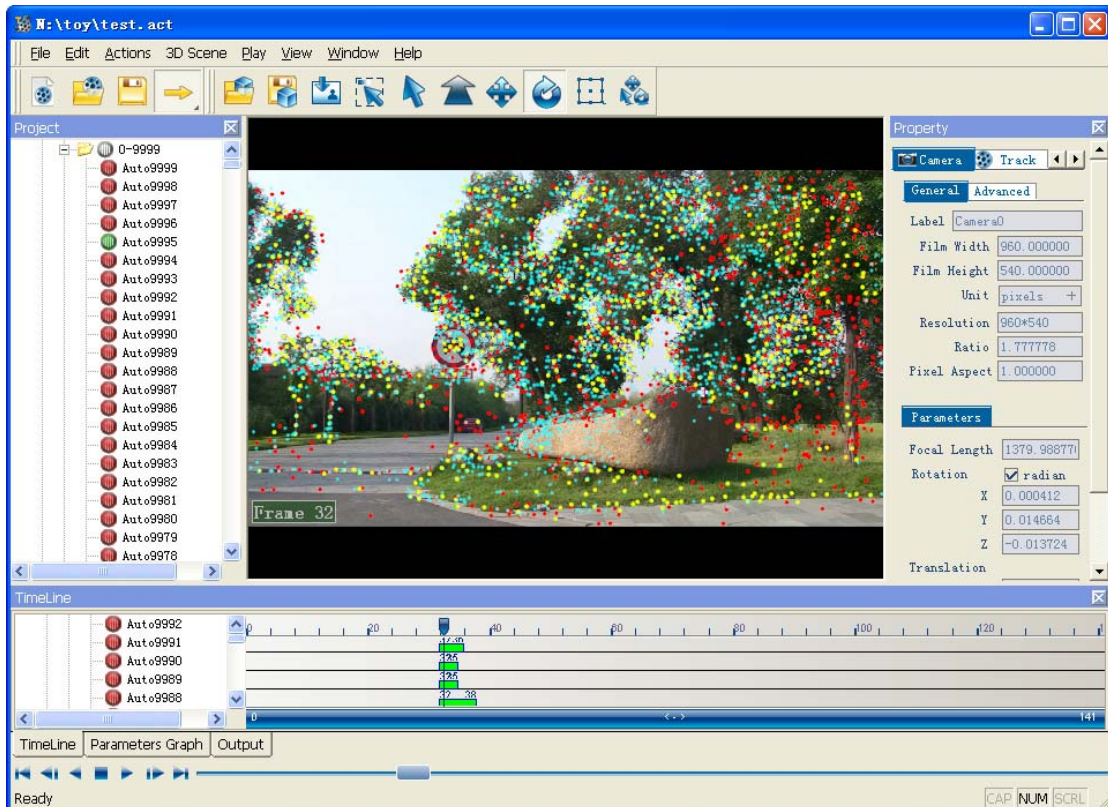 N:\toy\test.act
File Edit Actions 3D Scene Play View Window Help
Project
0-9999
Auto9999
Auto9998
Auto9997
Auto9996
Auto9995
Auto9994
Auto9993
Auto9992
Auto9991
Auto9990
Auto9989
Auto9988
Auto9987
Auto9986
Auto9985
Auto9984
Auto9983
Auto9982
Auto9981
Auto9980
Auto9979
Auto9978
Frame 32
Property
Camera Track
General Advanced
Label Camera0
Film Width 960.000000
Film Height 540.000000
Unit pixels
Resolution 960*540
Ratio 1.777778
Pixel Aspect 1.000000
Parameters
Focal Length 1379.98877
Rotation radian
X 0.000412
Y 0.014664
Z -0.013724
Translation
TimeLine
0 20 40 60 80 100 120
Auto9992
Auto9991
Auto9990
Auto9989
Auto9988
32 38
0 <-> 141
TimeLine Parameters Graph Output
Ready
CAP NUM SCRL